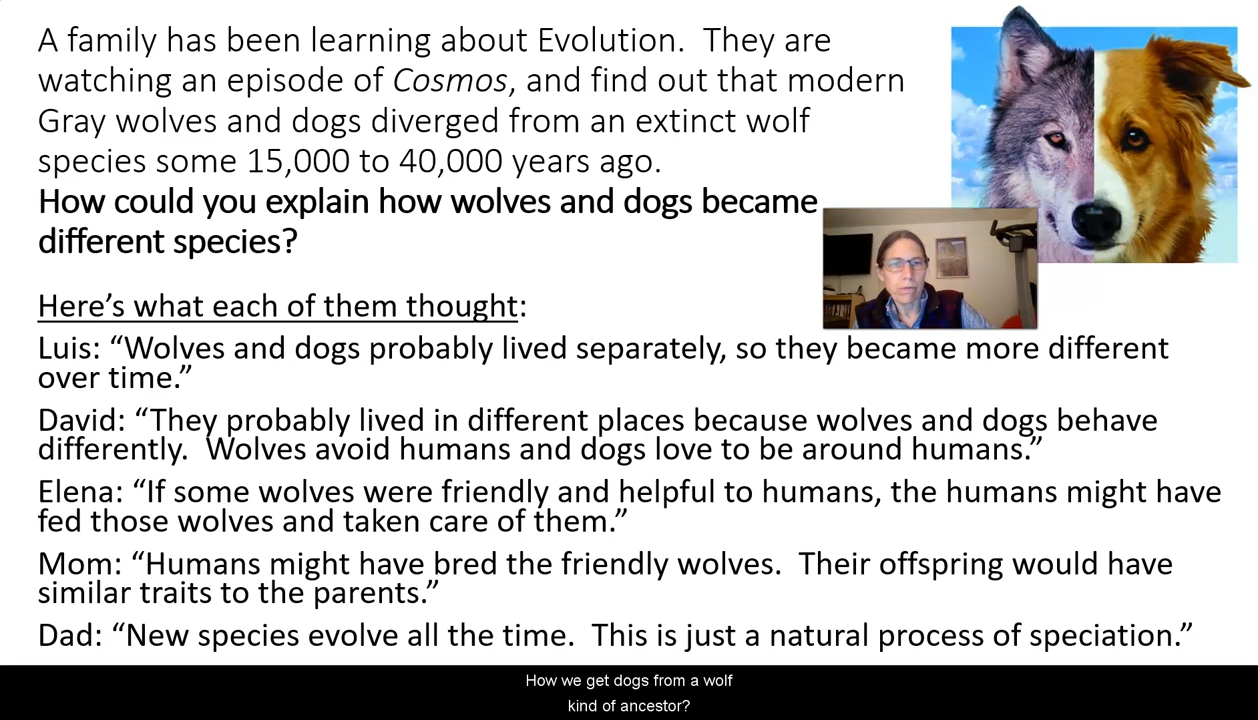 A family has been learning about Evolution.  They are
watching an episode of Cosmos, and find out that modern
Gray wolves and dogs diverged from an extinct wolf
species some 15,000 to 40,000 years ago.
How could you explain how wolves and dogs became
different species?
Here’s what each of them thought:
Luis: “Wolves and dogs probably lived separately, so they became more different
over time.”
David: “They probably lived in different places because wolves and dogs behave
differently.  Wolves avoid humans and dogs love to be around humans.”
Elena: “If some wolves were friendly and helpful to humans, the humans might have
fed those wolves and taken care of them.”
Mom: “Humans might have bred the friendly wolves.  Their offspring would have
similar traits to the parents.”
Dad: “New species evolve all the time.  This is just a natural process of speciation.”
How we get dogs from a wolf
kind of ancestor?